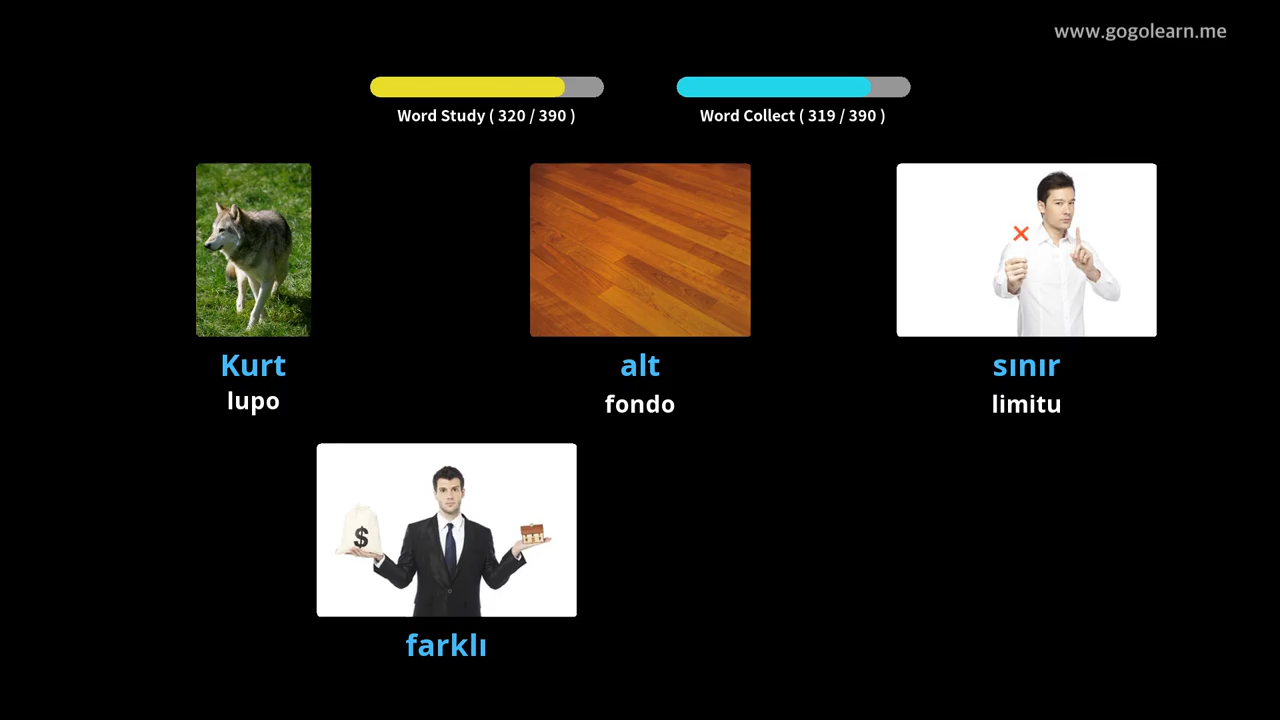 www.gogolearn.me
Word Study ( 320 / 390 )
Word Collect ( 319 / 390 )
Kurt
alt
sınır
lupo
fondo
limitu
$
farklı